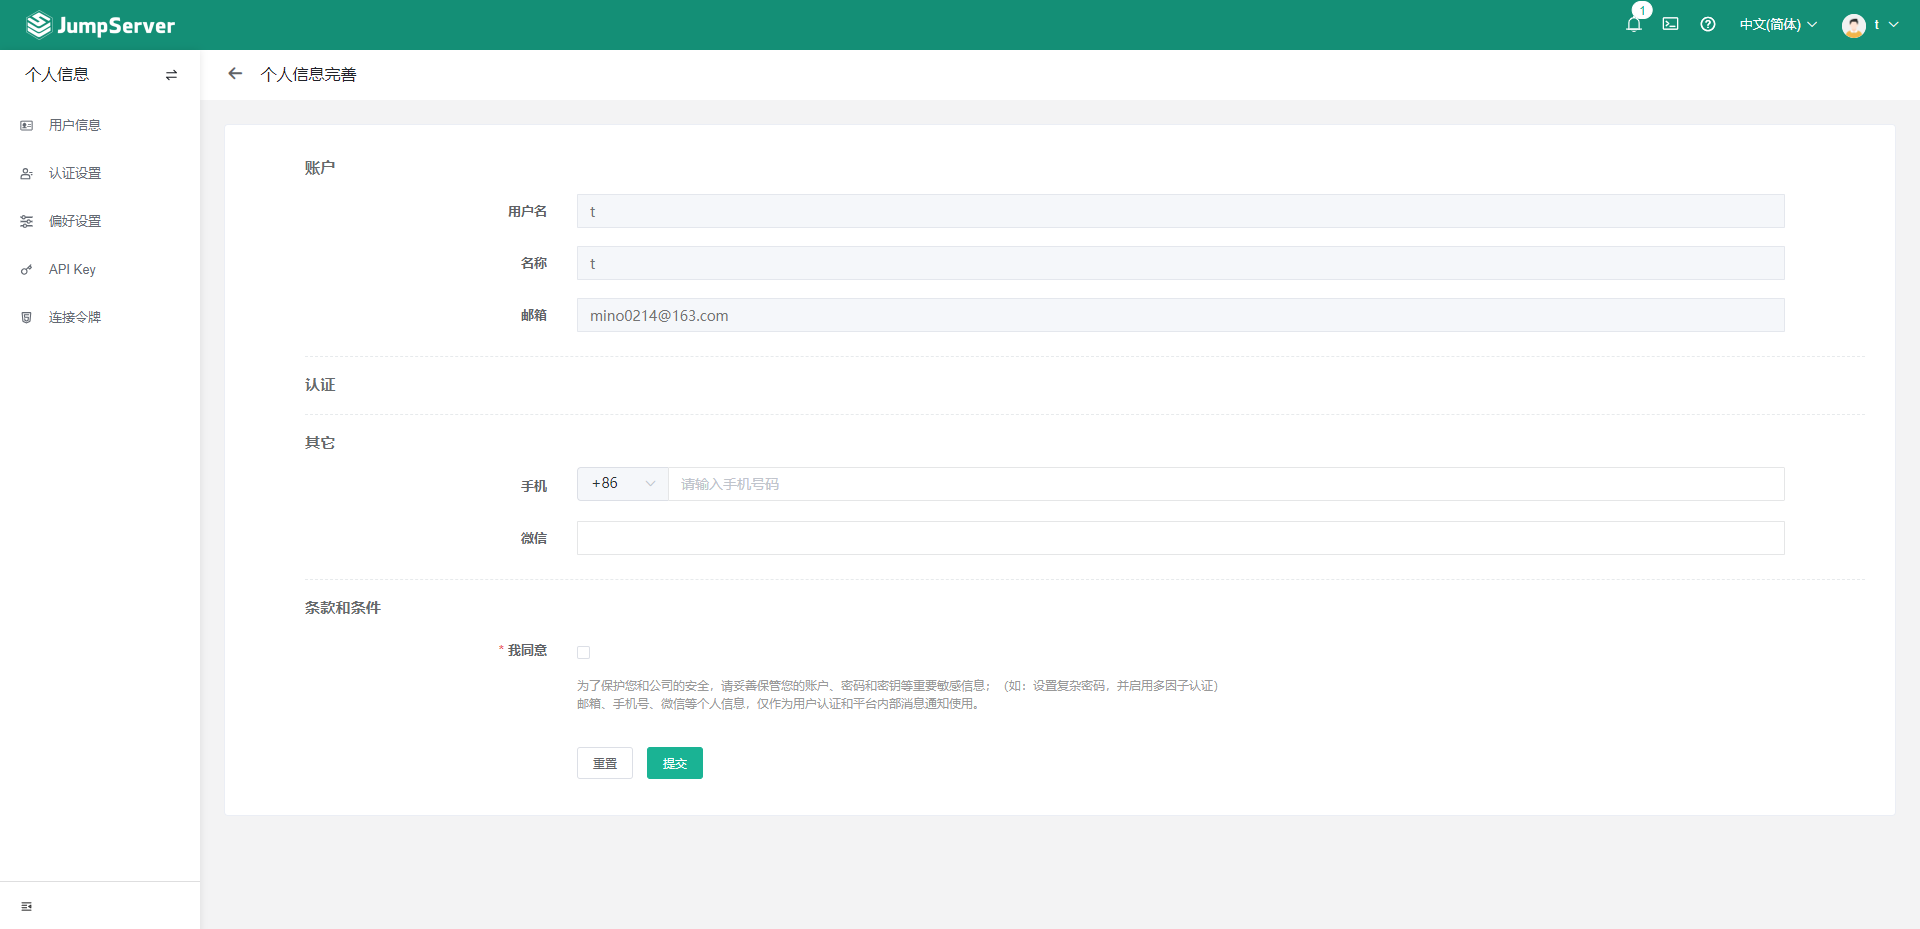 JumpServer
1
中文(简体)
t
个人信息
个人信息完善
用户信息
认证设置
偏好设置
API Key
连接令牌
账户
用户名
t
名称
t
邮箱
mino0214@163.com
认证
其它
手机
+86
请输入手机号码
微信
条款和条件
* 我同意
为了保护您和公司的安全，请妥善保管您的账户、密码和密钥等重要敏感信息；（如：设置复杂密码，并启用多因子认证）
邮箱、手机号、微信等个人信息，仅作为用户认证和平台内部消息通知使用。
重置
提交